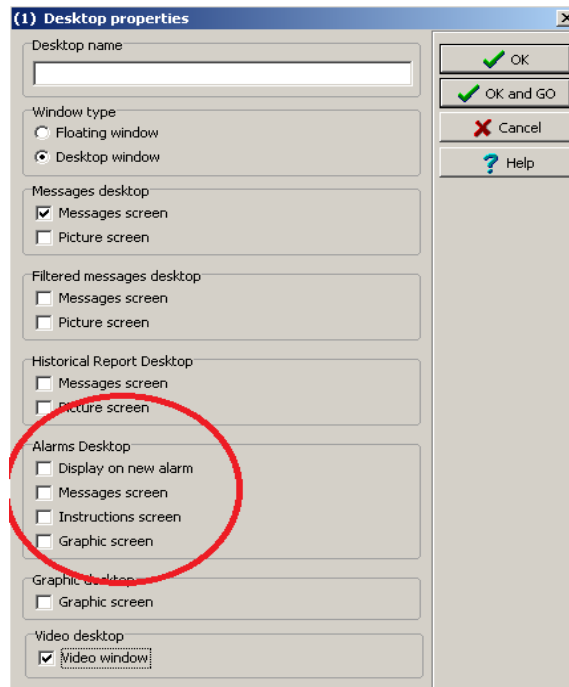 (1) Desktop properties
Desktop name
Window type
Floating window
Desktop window
Messages desktop
Messages screen
Picture screen
Filtered messages desktop
Messages screen
Picture screen
Historical Report Desktop
Messages screen
Picture screen
Alarms Desktop
Display on new alarm
Messages screen
Instructions screen
Graphic screen
Graphic desktop
Graphic screen
Video desktop
Video window
OK
OK and GO
Cancel
Help